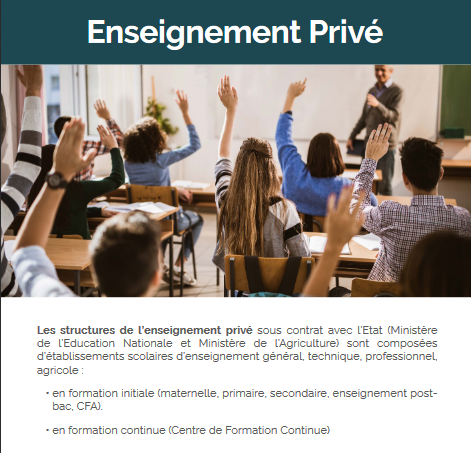 Enseignement Privé
Les structures de l'enseignement privé sous contrat avec l'Etat (Ministère
de l'Education Nationale et Ministère de l'Agriculture) sont composées
d'établissements scolaires d'enseignement général, technique, professionnel,
agricole :
• en formation initiale (maternelle, primaire, secondaire, enseignement post-
bac, CFA).
• en formation continue (Centre de Formation Continue)